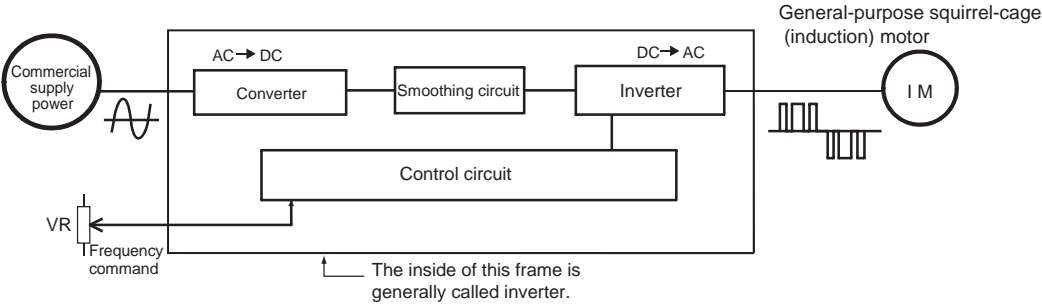 General-purpose squirrel-cage
(induction) motor
Commercial
supply
power
AC → DC
DC → AC
Converter
Smoothing circuit
Inverter
I M
Control circuit
VR
Frequency
command
The inside of this frame is
generally called inverter.